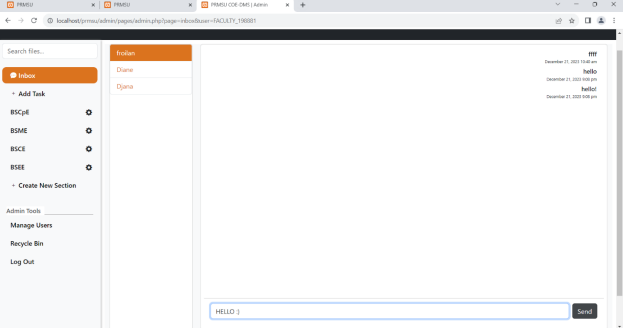 PRMSU
PRMSU
PRMSU COE-DMS | Admin
localhost/prmsu/admin/pages/admin.php?page=inbox&user=FACULTY_198881
Search files...
Inbox
+ Add Task
BSCpE
BSME
BSCE
BSEE
+ Create New Section
Admin Tools
Manage Users
Recycle Bin
Log Out
froilan
Diane
Djana
ffff
December 21, 2023 10:40 am
hello
December 21, 2023 9:06 pm
hello!
December 21, 2023 9:06 pm
HELLO :)
Send